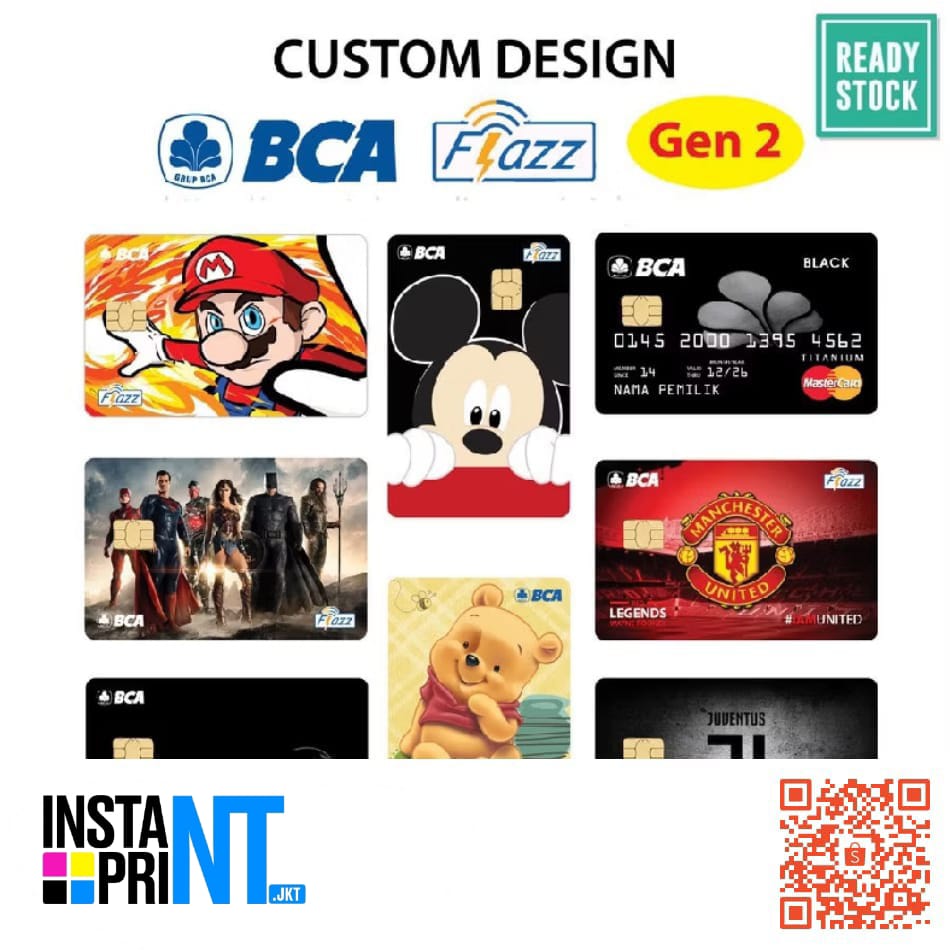 CUSTOM DESIGN
READY
STOCK
GRUP BCA
BCA
Flazz
Gen 2
BCA
M
Flazz
BCA
Flazz
BCA
BLACK
0145 2000 1395 4562
TITANIUM
MEMBER SINCE 14
VALID THRU 12/26
NAMA PEMILIK
MasterCard
BCA
Flazz
BCA
Flazz
MANCHESTER
UNITED
LEGENDS
#IAMUNITED
BCA
BCA
JUVENTUS
INSTA
PRINT
.JKT
S